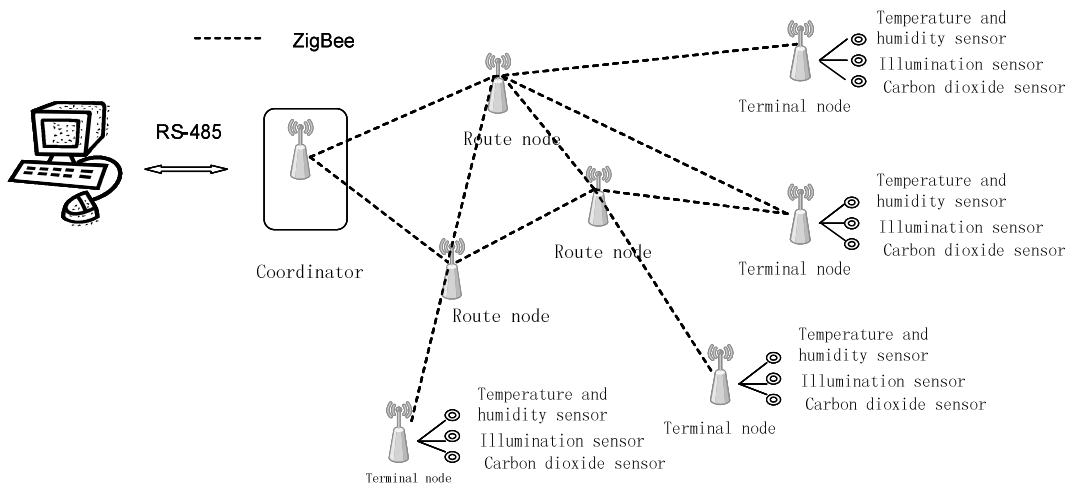 ZigBee
Temperature and
humidity sensor
Illumination sensor
Carbon dioxide sensor
Terminal node
RS-485
Route node
Coordinator
Route node
Temperature and
humidity sensor
Illumination sensor
Carbon dioxide sensor
Terminal node
Route node
Temperature and
humidity sensor
Illumination sensor
Carbon dioxide sensor
Terminal node
Temperature and
humidity sensor
Illumination sensor
Carbon dioxide sensor
Terminal node